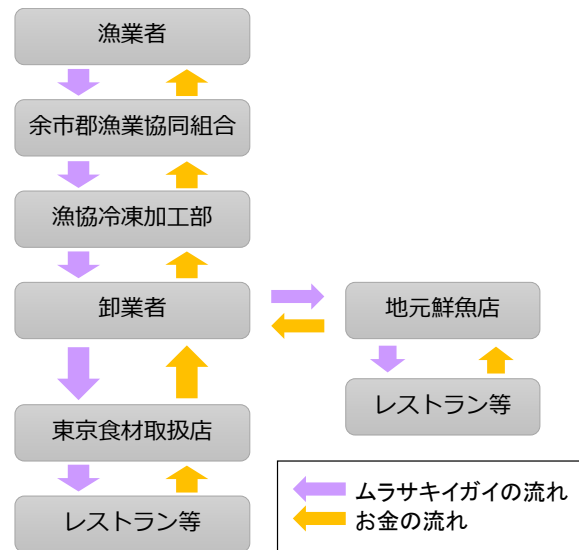 漁業者
余市郡漁業協同組合
漁協冷凍加工部
卸業者
地元鮮魚店
レストラン等
東京食材取扱店
レストラン等
ムラサキイガイの流れ
お金の流れ